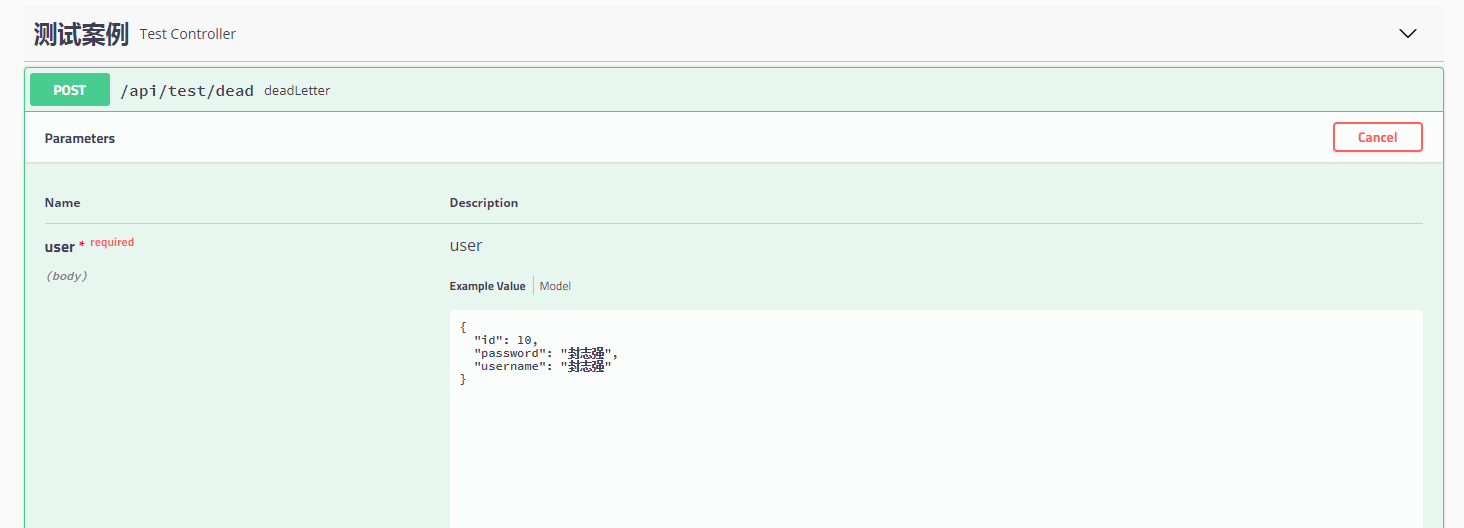 测试案例 Test Controller
POST /api/test/dead deadLetter
Parameters Cancel
Name Description
user * required user
(body)
Example Value Model
{
"id": 10,
"password": "封志强",
"username": "封志强"
}